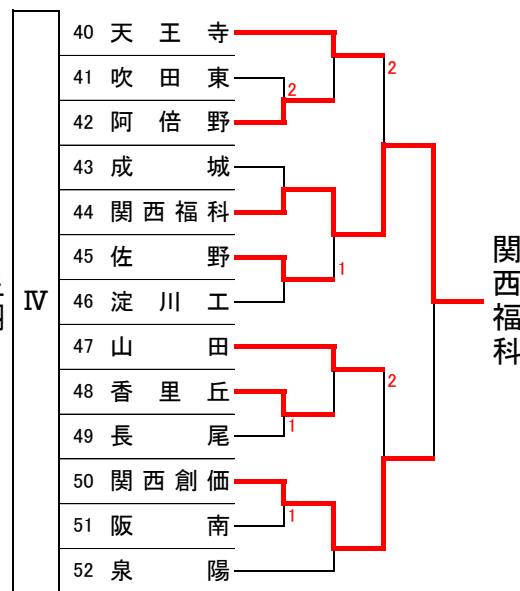 Ⅳ
40 天王寺
41 吹田東
42 阿倍野
43 成城
44 関西福科
45 佐野
46 淀川工
47 山田
48 香里丘
49 長尾
50 関西創価
51 阪南
52 泉陽
2
2
1
2
1
1
関西福科